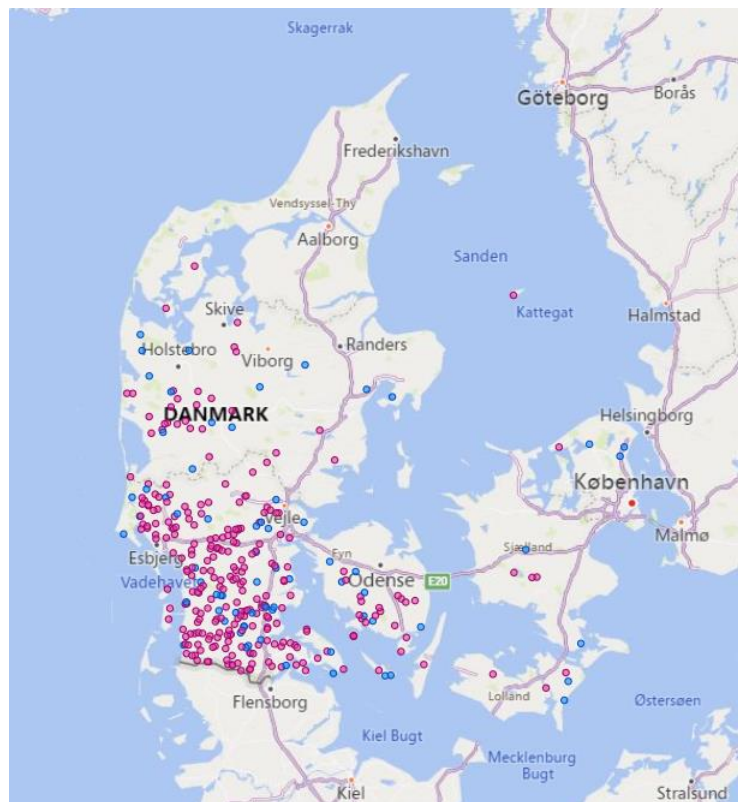 Skagerrak
Göteborg
Borås
Frederikshavn
Vendsyssel-Thy
Aalborg
Sanden
Kattegat
Skive
Halmstad
Holstebro
Viborg
Randers
DANMARK
Helsingborg
København
Vejle
Malmø
Esbjerg
Fyn
Sjælland
Vadehavet
Odense
E20
Flensborg
Lolland
Østersøen
Kiel Bugt
Mecklenburg
Bugt
Kiel
Stralsund